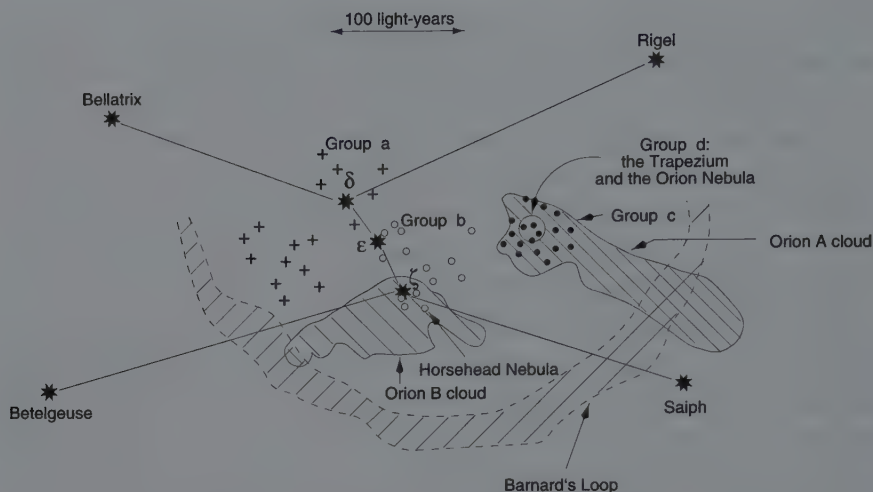 100 light-years
Rigel
Bellatrix
Group a
Group d:
the Trapezium
and the Orion Nebula
δ
Group b
Group c
ε
Orion A cloud
ζ
Horsehead Nebula
Orion B cloud
Betelgeuse
Saiph
Barnard's Loop